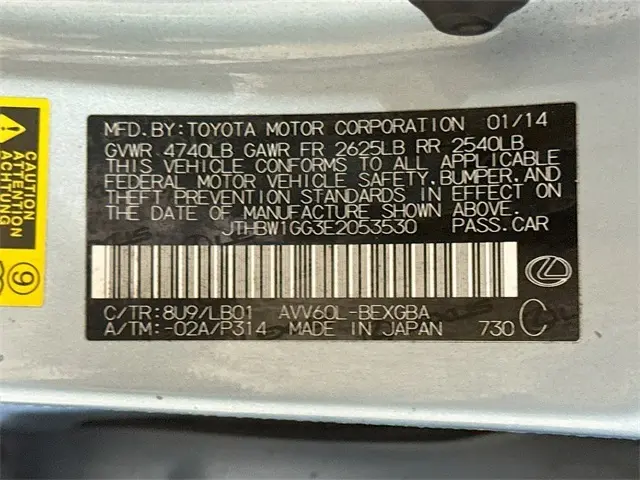 MFD.BY:TOYOTA MOTOR CORPORATION 01/14
GVWR 4740LB GAWR FR 2625LB RR 2540LB
THIS VEHICLE CONFORMS TO ALL APPLICABLE
FEDERAL MOTOR VEHICLE SAFETY,BUMPER,AND
THEFT PREVENTION STANDARDS IN EFFECT ON
THE DATE OF MANUFACTURE SHOWN ABOVE.
JTHBW1GG3E2053530 PASS.CAR
C/TR:8U9/LB01 AVV60L-BEXGBA
A/TM:-02A/P314 MADE IN JAPAN 730 C
CAUTION
ATTENTION
9